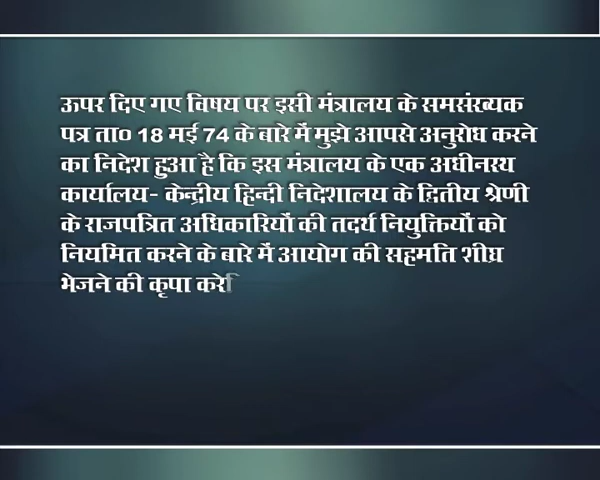 ऊपर दिए गए विषय पर इसी मंत्रालय के समसंख्यक
पत्र ता० 18 मई 74 के बारे में मुझे आपसे अनुरोध करने
का निदेश हुआ है कि इस मंत्रालय के एक अधीनस्थ
कार्यालय- केन्द्रीय हिन्दी निदेशालय के द्वितीय श्रेणी
के राजपत्रित अधिकारियों की तदर्थ नियुक्तियों को
नियमित करने के बारे में आयोग की सहमति शीघ्र
भेजने की कृपा करे